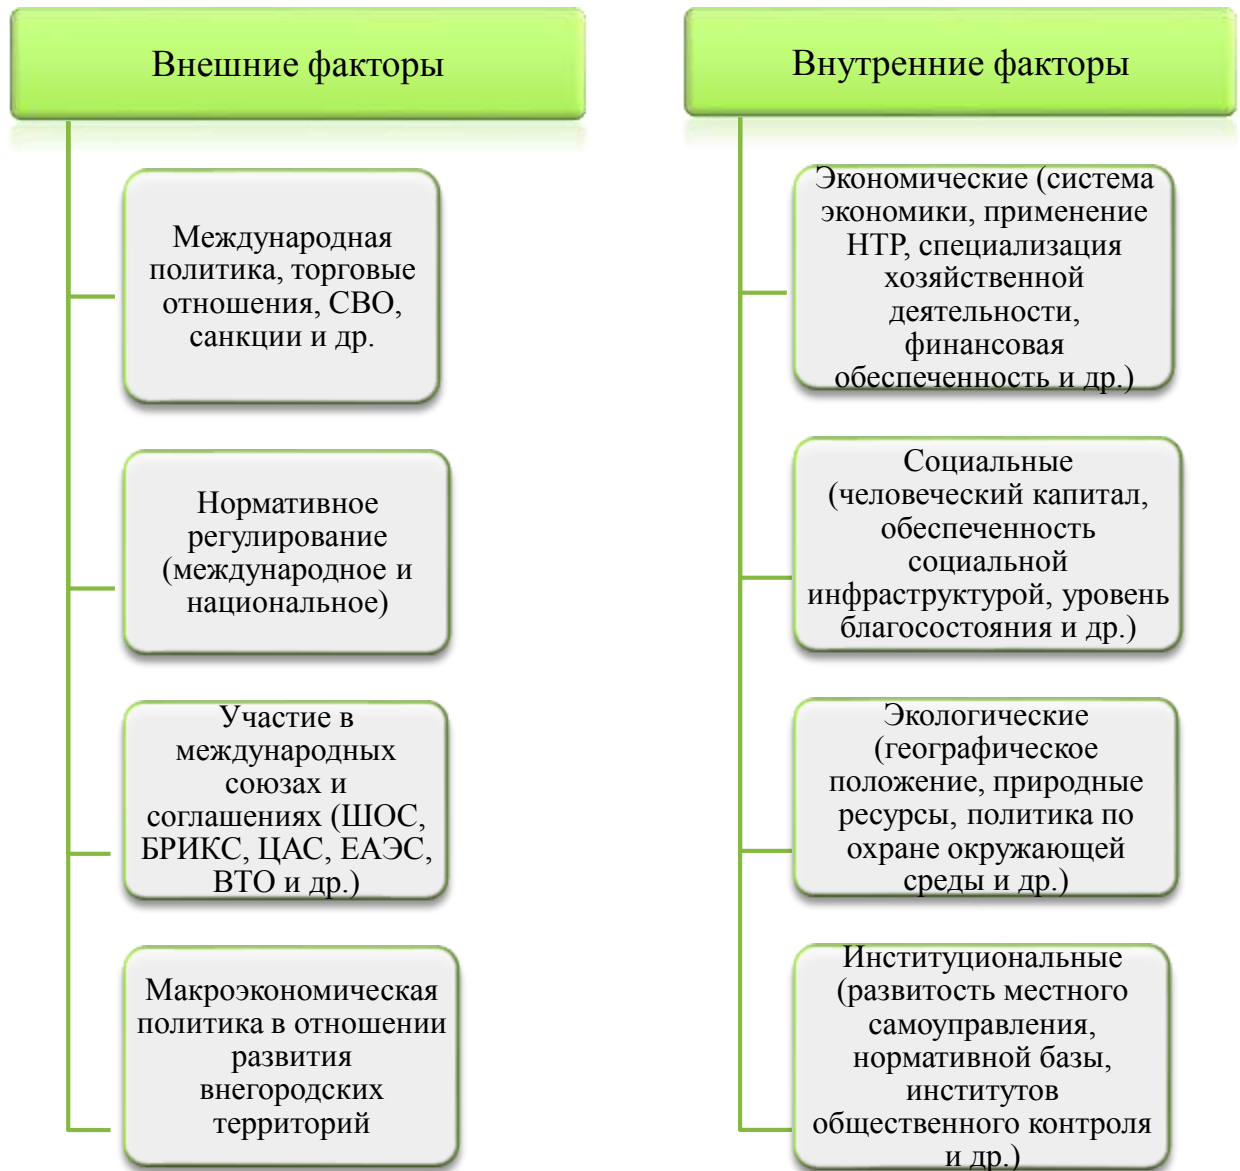 Внешние факторы
Международная
политика, торговые
отношения, СВО,
санкции и др.
Нормативное
регулирование
(международное и
национальное)
Участие в
международных
союзах и
соглашениях (ШОС,
БРИКС, ЦАС, ЕАЭС,
ВТО и др.)
Макроэкономическая
политика в отношении
развития
внегородских
территорий
Внутренние факторы
Экономические (система
экономики, применение
НТР, специализация
хозяйственной
деятельности,
финансовая
обеспеченность и др.)
Социальные
(человеческий капитал,
обеспеченность
социальной
инфраструктурой, уровень
благосостояния и др.)
Экологические
(географическое
положение, природные
ресурсы, политика по
охране окружающей
среды и др.)
Институциональные
(развитость местного
самоуправления,
нормативной базы,
институтов
общественного контроля
и др.)